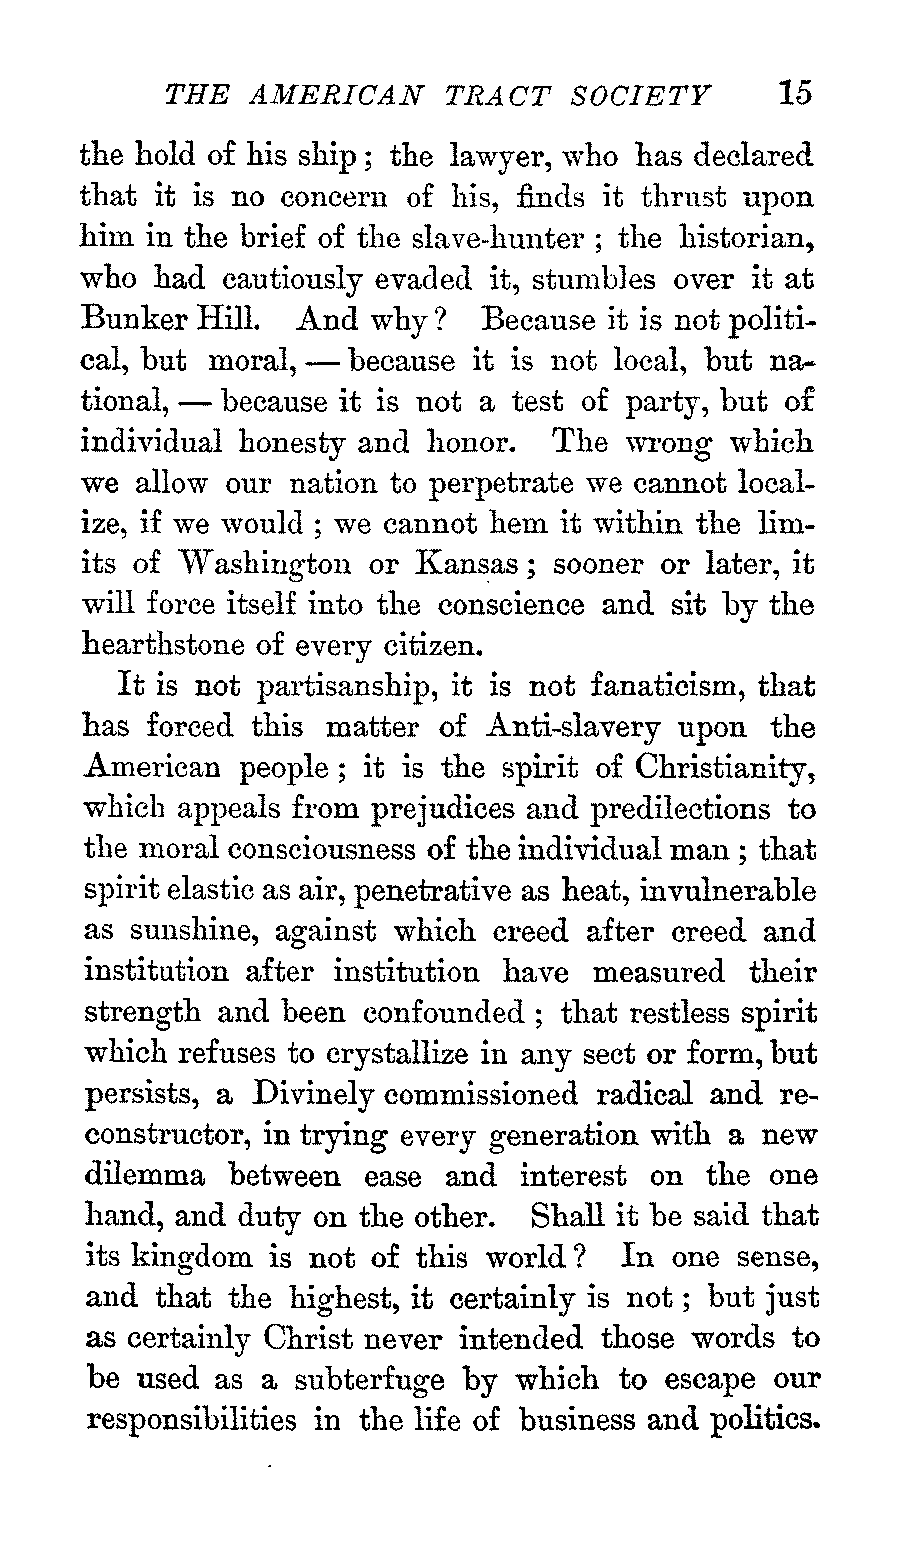 THE AMERICAN TRACT SOCIETY 15
the hold of his ship; the lawyer, who has declared
that it is no concern of his, finds it thrust upon
him in the brief of the slave-hunter; the historian,
who had cautiously evaded it, stumbles over it at
Bunker Hill. And why? Because it is not politi-
cal, but moral, — because it is not local, but na-
tional, — because it is not a test of party, but of
individual honesty and honor. The wrong which
we allow our nation to perpetrate we cannot local-
ize, if we would; we cannot hem it within the lim-
its of Washington or Kansas; sooner or later, it
will force itself into the conscience and sit by the
hearthstone of every citizen.
It is not partisanship, it is not fanaticism, that
has forced this matter of Anti-slavery upon the
American people; it is the spirit of Christianity,
which appeals from prejudices and predilections to
the moral consciousness of the individual man; that
spirit elastic as air, penetrative as heat, invulnerable
as sunshine, against which creed after creed and
institution after institution have measured their
strength and been confounded; that restless spirit
which refuses to crystallize in any sect or form, but
persists, a Divinely commissioned radical and re-
constructor, in trying every generation with a new
dilemma between ease and interest on the one
hand, and duty on the other. Shall it be said that
its kingdom is not of this world? In one sense,
and that the highest, it certainly is not; but just
as certainly Christ never intended those words to
be used as a subterfuge by which to escape our
responsibilities in the life of business and politics.